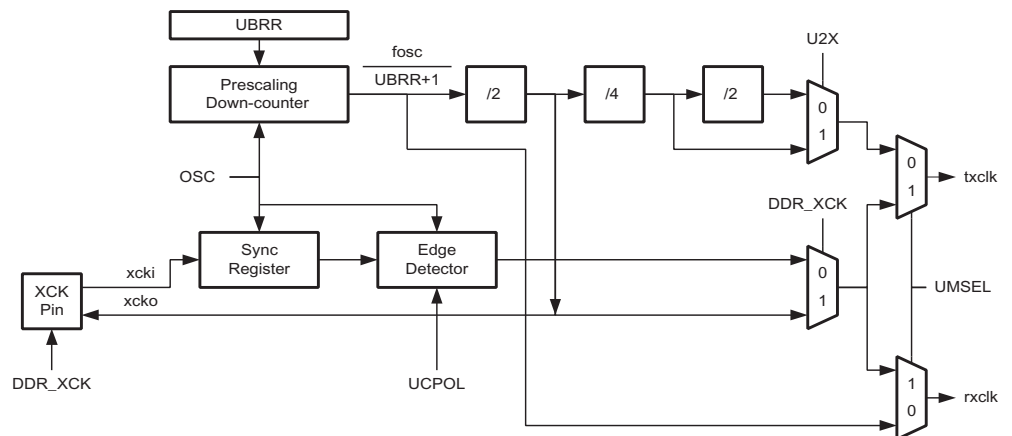 UBRR
Prescaling
Down-counter
fosc
UBRR+1
/2
/4
/2
U2X
0
1
OSC
0
1
txclk
DDR_XCK
Sync
Register
Edge
Detector
0
1
UMSEL
xcki
xcko
XCK
Pin
DDR_XCK
UCPOL
1
0
rxclk